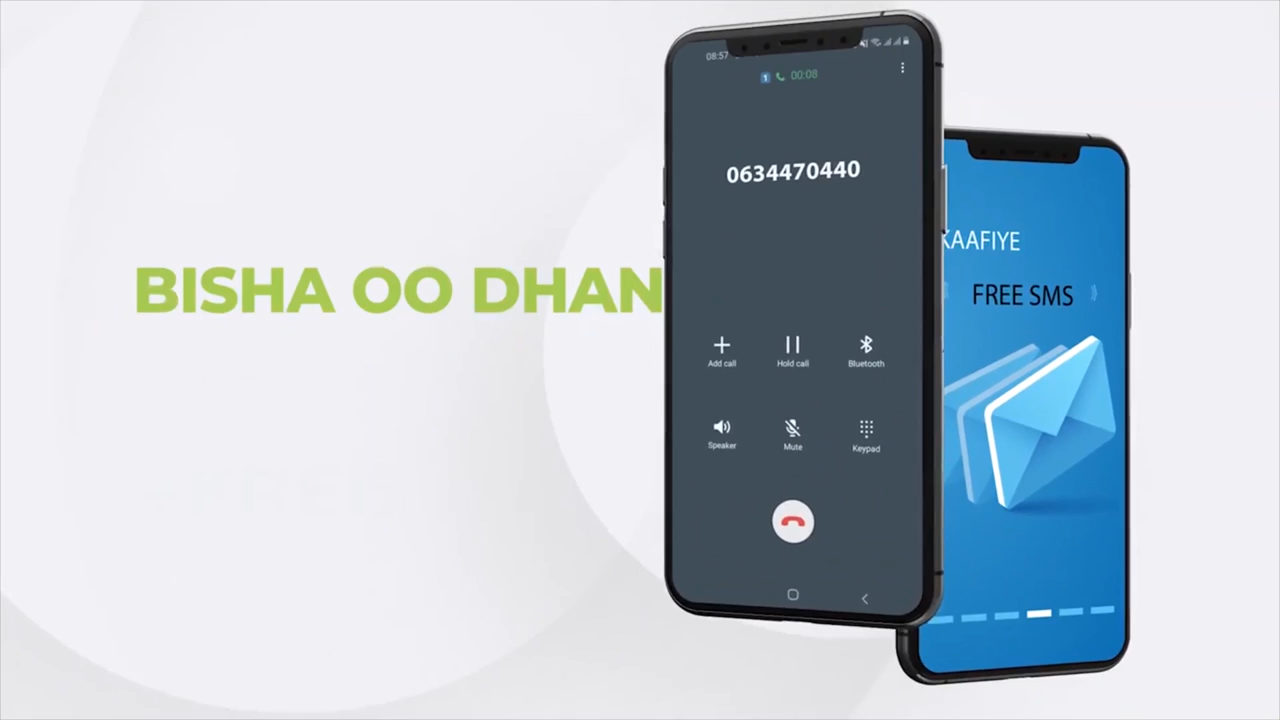 BISHA OO DHAN
08:57
1 00:08
0634470440
Add call
Hold call
Bluetooth
Speaker
Mute
Keypad
KAAFIYE
FREE SMS